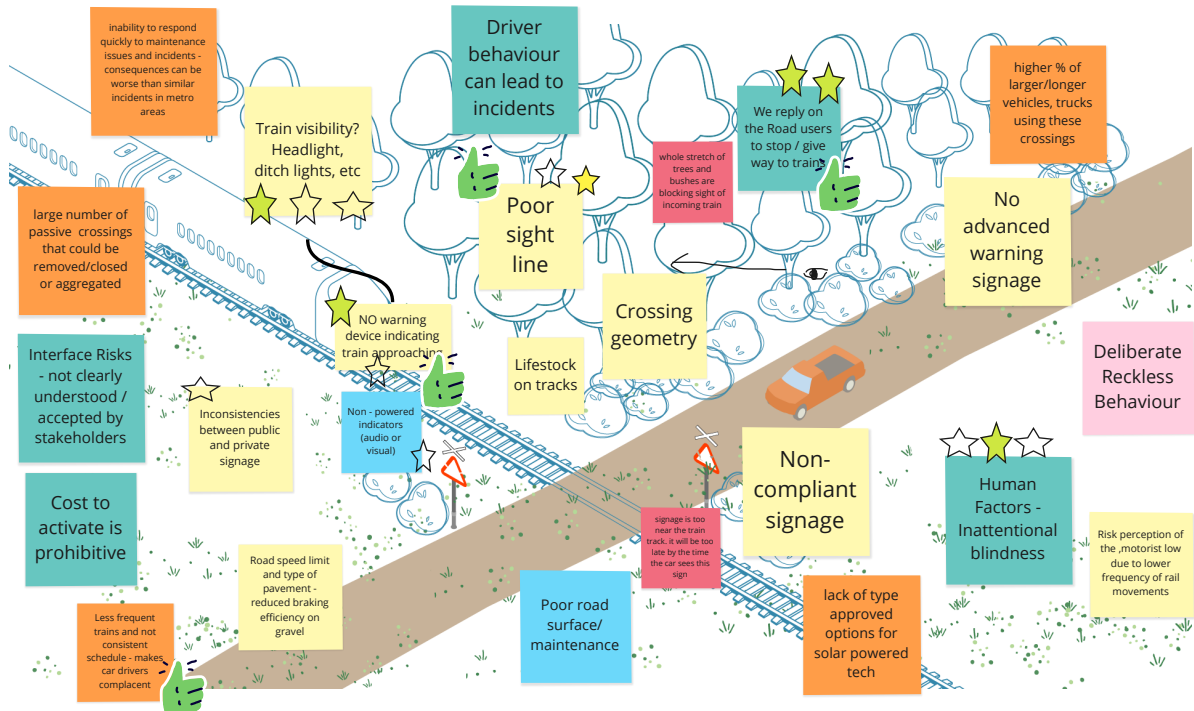 inability to respond
quickly to maintenance
issues and incidents -
consequences can be
worse than similar
incidents in metro
areas
Driver
behaviour
can lead to
incidents
We reply on
the Road users
to stop / give
way to trains
higher % of
larger/longer
vehicles, trucks
using these
crossings
Train visibility?
Headlight,
ditch lights, etc
whole stretch of
trees and
bushes are
blocking sight of
incoming train
large number of
passive crossings
that could be
removed/closed
or aggregated
Poor
sight
line
No
advanced
warning
signage
NO warning
device indicating
train approaching
Crossing
geometry
Lifestock
on tracks
Deliberate
Reckless
Behaviour
Interface Risks
- not clearly
understood /
accepted by
stakeholders
Inconsistencies
between public
and private
signage
Non - powered
indicators
(audio or
visual)
Non-
compliant
signage
Human
Factors -
Inattentional
blindness
Cost to
activate is
prohibitive
signage is too
near the train
track. it will be too
late by the time
the car sees this
sign
Risk perception of
the ,motorist low
due to lower
frequency of rail
movements
Road speed limit
and type of
pavement -
reduced braking
efficiency on
gravel
Poor road
surface/
maintenance
lack of type
approved
options for
solar powered
tech
Less frequent
trains and not
consistent
schedule - makes
car drivers
complacent